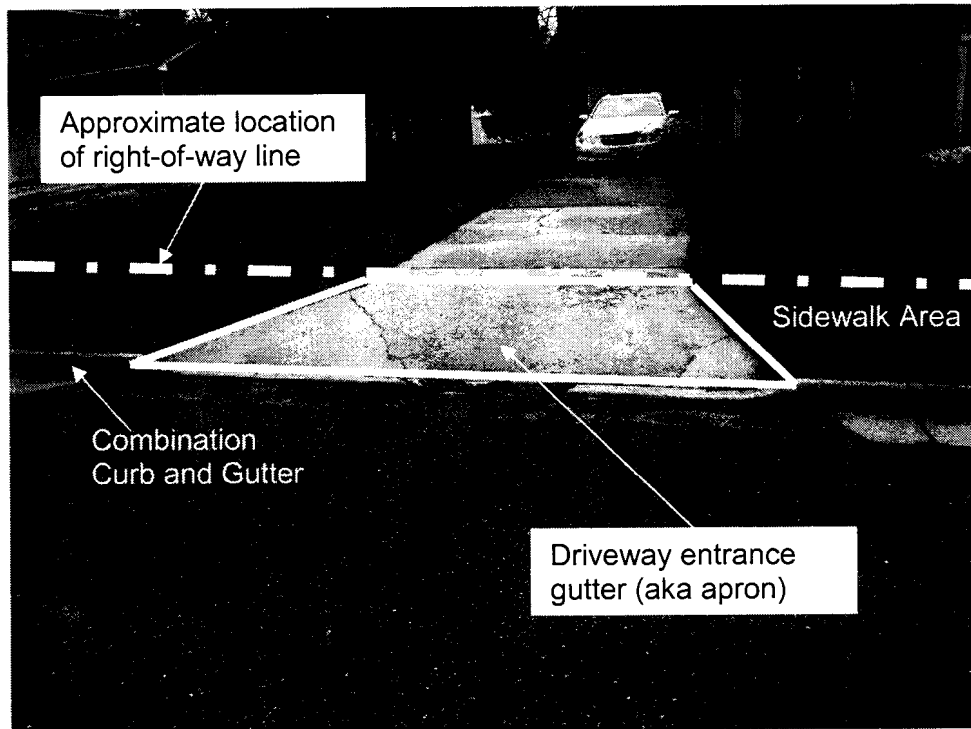 Approximate location
of right-of-way line
Sidewalk Area
Combination
Curb and Gutter
Driveway entrance
gutter (aka apron)